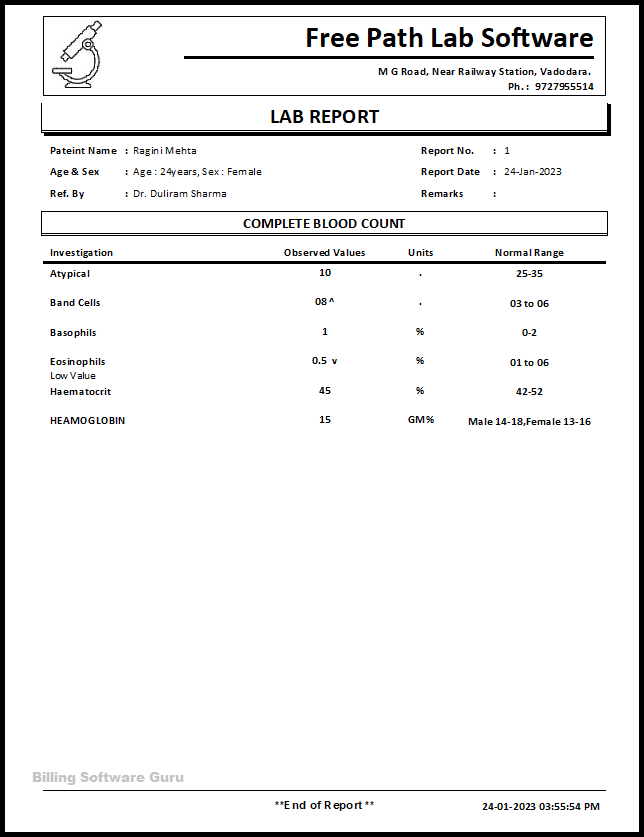 Free Path Lab Software
M G Road, Near Railway Station, Vadodara.
Ph. : 9727955514
LAB REPORT
Pateint Name : Ragini Mehta Report No. : 1
Age & Sex : Age : 24years, Sex : Female Report Date : 24-Jan-2023
Ref. By : Dr. Duliram Sharma Remarks :
COMPLETE BLOOD COUNT
Investigation Observed Values Units Normal Range
Atypical 10 . 25-35
Band Cells 08 ^ . 03 to 06
Basophils 1 % 0-2
Eosinophils 0.5 v % 01 to 06
Low Value
Haematocrit 45 % 42-52
HEAMOGLOBIN 15 GM% Male 14-18,Female 13-16
Billing Software Guru
**End of Report** 24-01-2023 03:55:54 PM